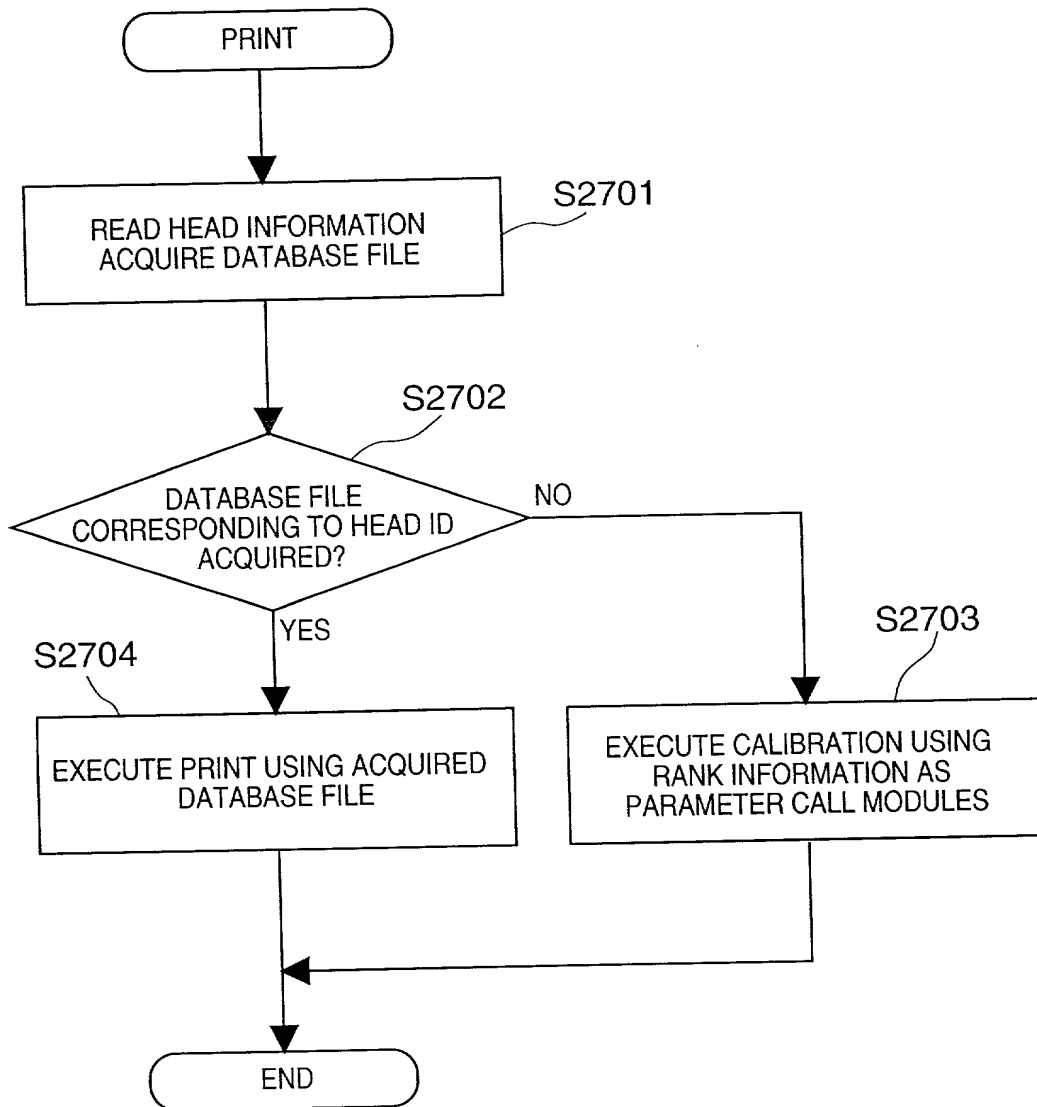 PRINT
S2701
READ HEAD INFORMATION
ACQUIRE DATABASE FILE
S2702
DATABASE FILE
CORRESPONDING TO HEAD ID
ACQUIRED?
NO
YES
S2704
S2703
EXECUTE PRINT USING ACQUIRED
DATABASE FILE
EXECUTE CALIBRATION USING
RANK INFORMATION AS
PARAMETER CALL MODULES
END